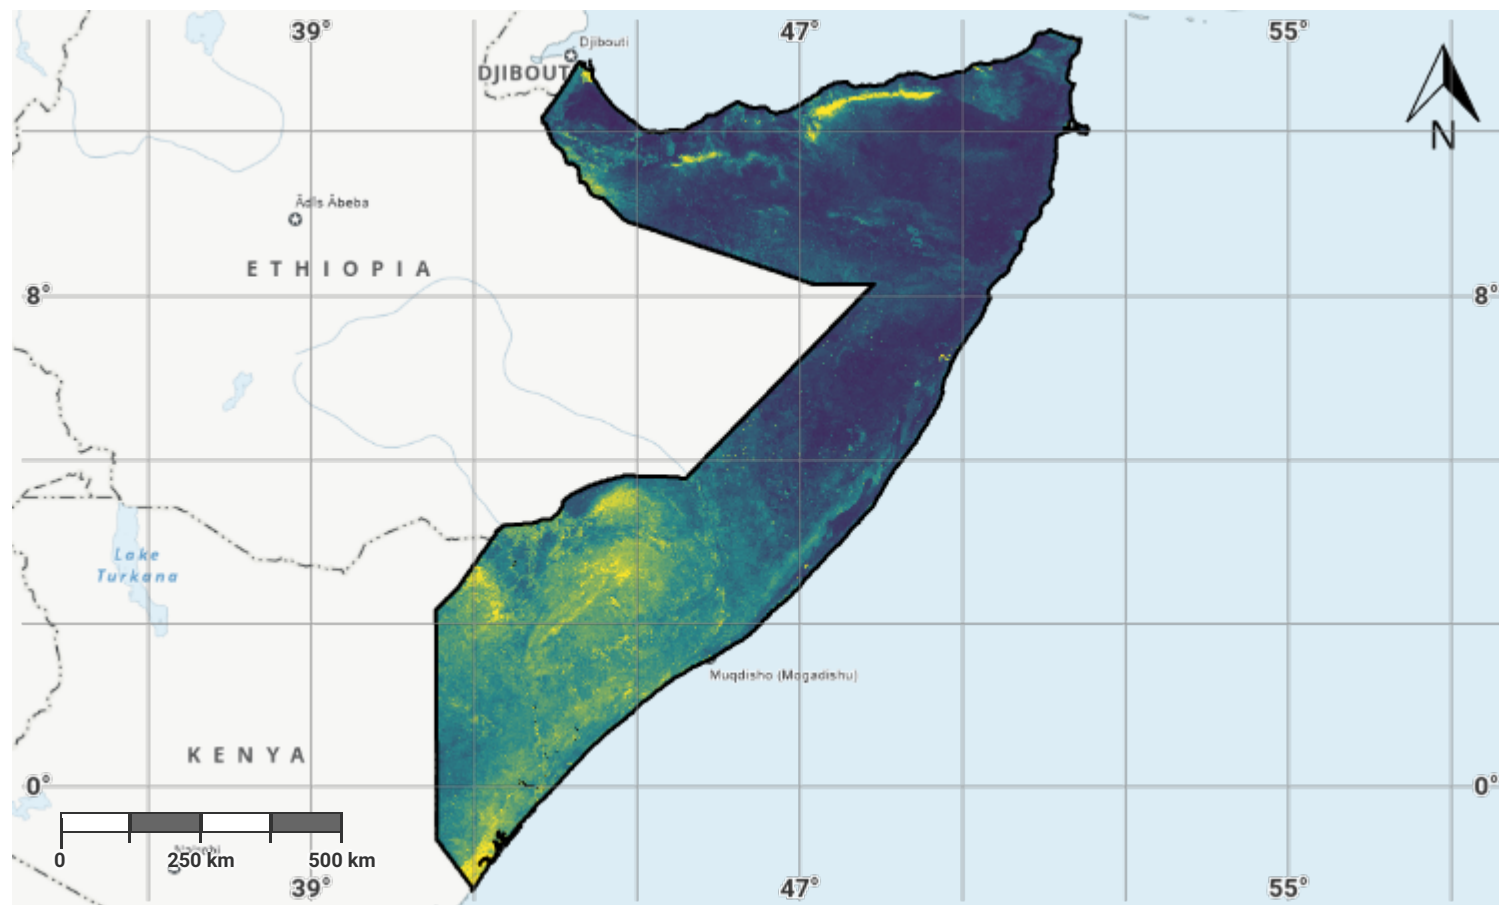 39° 47° 55°
Djibouti
DJIBOUT
N
Ādīs Ābeba
ETHIOPIA
8° 8°
Lake
Turkana
Muqdisho (Mogadishu)
KENYA
0° 0°
Nairobi
0 250 km 500 km
39° 47° 55°